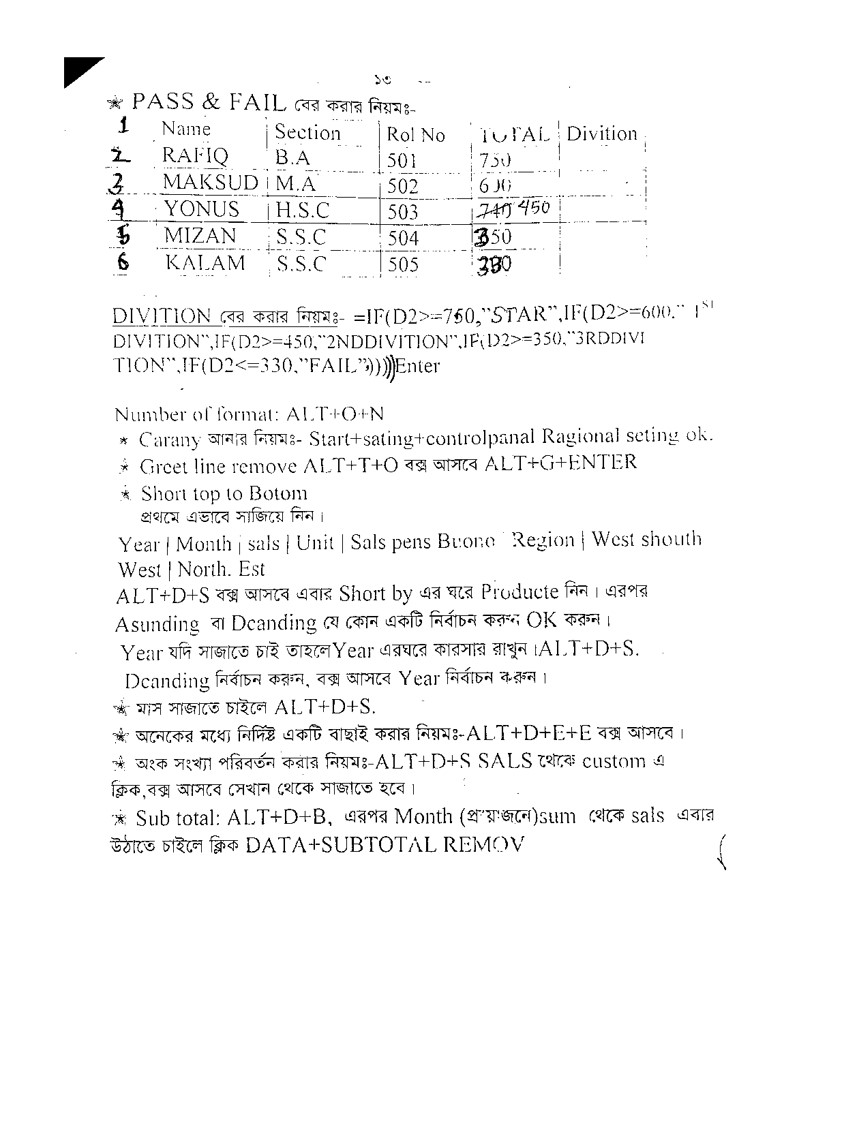 ১৩
* PASS & FAIL বের করার নিয়মঃ-
1 Name Section Rol No TOTAL Divition
2 RAFIQ B.A 501 750
3 MAKSUD M.A 502 600
4 YONUS H.S.C 503 450
5 MIZAN S.S.C 504 350
6 KALAM S.S.C 505 330
DIVITION বের করার নিয়মঃ- =IF(D2>=750,"STAR",IF(D2>=600." 1ST
DIVITION",IF(D2>=450,"2NDDIVITION",IF(D2>=350,"3RDDIVI
TION",IF(D2<=330,"FAIL")))))Enter
Number of format: ALT+O+N
* Carany আনার নিয়মঃ- Start+sating+controlpanal Ragional seting ok.
* Greet line remove ALT+T+O বক্স আসবে ALT+G+ENTER
* Short top to Botom
প্রথমে এভাবে সাজিয়ে নিন।
Year | Month | sals | Unit | Sals pens Region | West shouth
West | North. Est
ALT+D+S বক্স আসবে এবার Short by এর ঘরে Producte নিন। এরপর
Asunding বা Dcanding যে কোন একটি নির্বাচন করুন OK করুন।
Year যদি সাজাতে চাই তাহলে Year এরঘরে কারসার রাখুন।ALT+D+S.
Dcanding নির্বাচন করুন, বক্স আসবে Year নির্বাচন করুন।
* মাস সাজাতে চাইলে ALT+D+S.
* অনেকের মধ্যে নির্দিষ্ট একটি বাছাই করার নিয়মঃ-ALT+D+E+E বক্স আসবে।
* অংক সংখ্যা পরিবর্তন করার নিয়মঃ-ALT+D+S SALS থেকে custom এ
ক্লিক,বক্স আসবে সেখান থেকে সাজাতে হবে।
* Sub total: ALT+D+B, এরপর Month (প্রয়োজনে)sum থেকে sals এবার
উঠাতে চাইলে ক্লিক DATA+SUBTOTAL REMOV